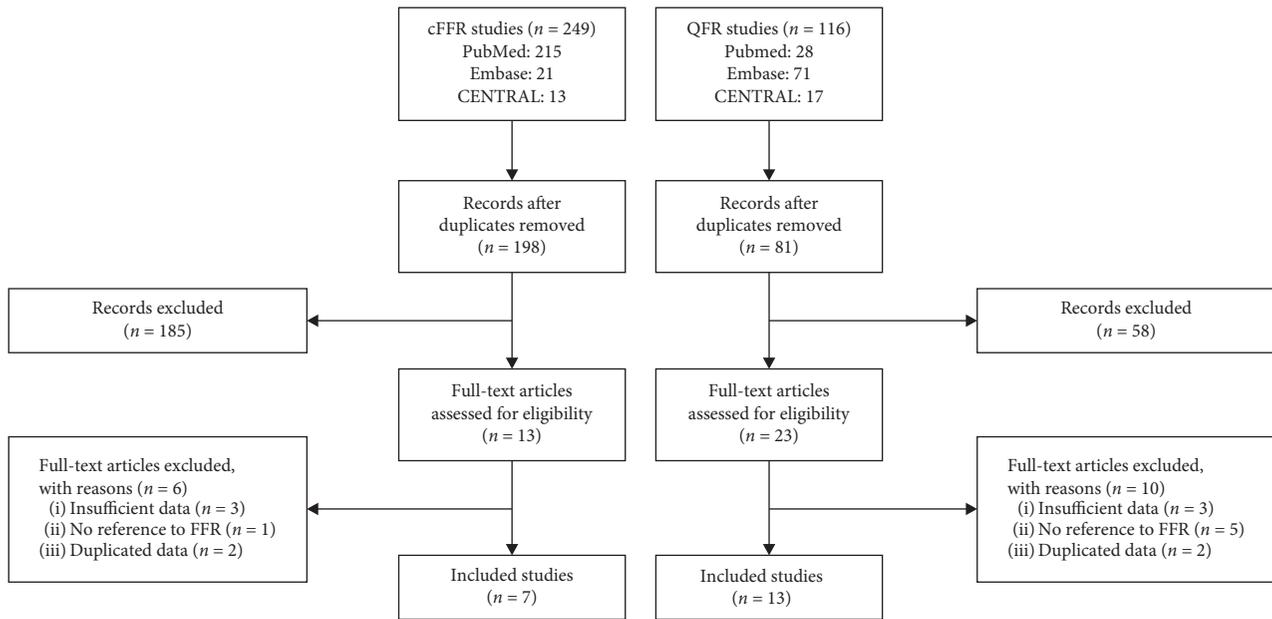 cFFR studies (n = 249)
PubMed: 215
Embase: 21
CENTRAL: 13
QFR studies (n = 116)
Pubmed: 28
Embase: 71
CENTRAL: 17
Records after
duplicates removed
(n = 198)
Records after
duplicates removed
(n = 81)
Records excluded
(n = 185)
Records excluded
(n = 58)
Full-text articles
assessed for eligibility
(n = 13)
Full-text articles
assessed for eligibility
(n = 23)
Full-text articles excluded,
with reasons (n = 6)
(i) Insufficient data (n = 3)
(ii) No reference to FFR (n = 1)
(iii) Duplicated data (n = 2)
Full-text articles excluded,
with reasons (n = 10)
(i) Insufficient data (n = 3)
(ii) No reference to FFR (n = 5)
(iii) Duplicated data (n = 2)
Included studies
(n = 7)
Included studies
(n = 13)